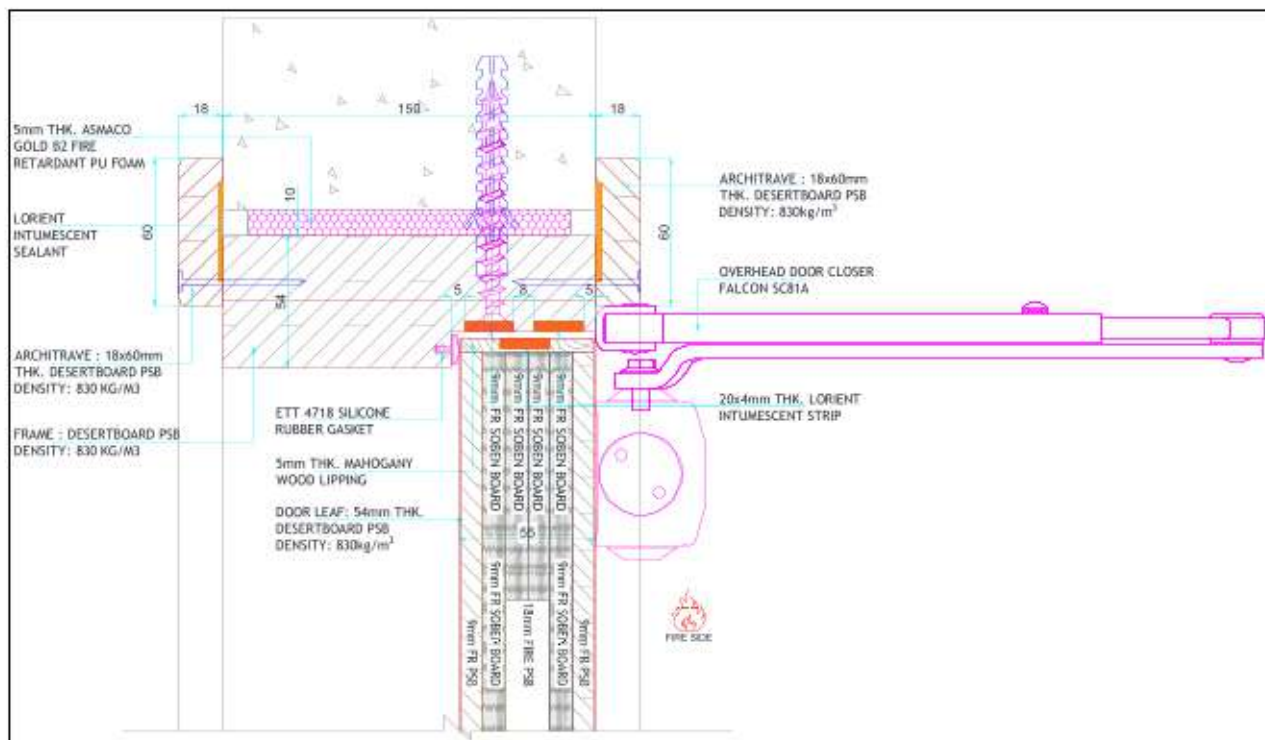 18
150
18
5mm THK. ASMACO
GOLD B2 FIRE
RETARDANT PU FOAM
10
LORIENT
INTUMESCENT
SEALANT
60
60
54
ARCHITRAVE : 18x60mm
THK. DESERTBOARD PSB
DENSITY: 830kg/m³
OVERHEAD DOOR CLOSER
FALCON SC81A
5
8
5
ARCHITRAVE : 18x60mm
THK. DESERTBOARD PSB
DENSITY: 830 KG/M3
FRAME : DESERTBOARD PSB
DENSITY: 830 KG/M3
ETT 4718 SILICONE
RUBBER GASKET
20x4mm THK. LORIENT
INTUMESCENT STRIP
5mm THK. MAHOGANY
WOOD LIPPING
DOOR LEAF: 54mm THK.
DESERTBOARD PSB
DENSITY: 830kg/m³
9mm FR SOBEN BOARD
9mm FR SOBEN BOARD
9mm FR SOBEN BOARD
9mm FR SOBEN BOARD
55
9mm FR PSB
9mm FR SOBEN BOARD
18mm FIRE PSB
9mm FR SOBEN BOARD
9mm FR PSB
FIRE SIDE